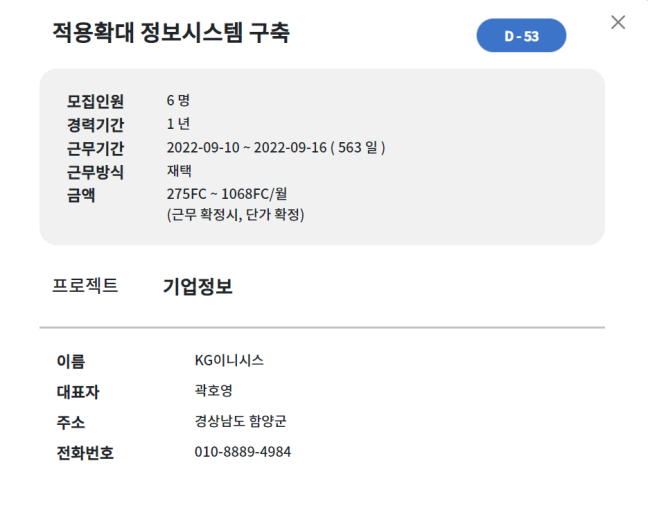 적용확대 정보시스템 구축
D - 53
모집인원 6 명
경력기간 1 년
근무기간 2022-09-10 ~ 2022-09-16 ( 563 일 )
근무방식 재택
금액 275FC ~ 1068FC/월
(근무 확정시, 단가 확정)
프로젝트 기업정보
이름 KG이니시스
대표자 곽호영
주소 경상남도 함양군
전화번호 010-8889-4984